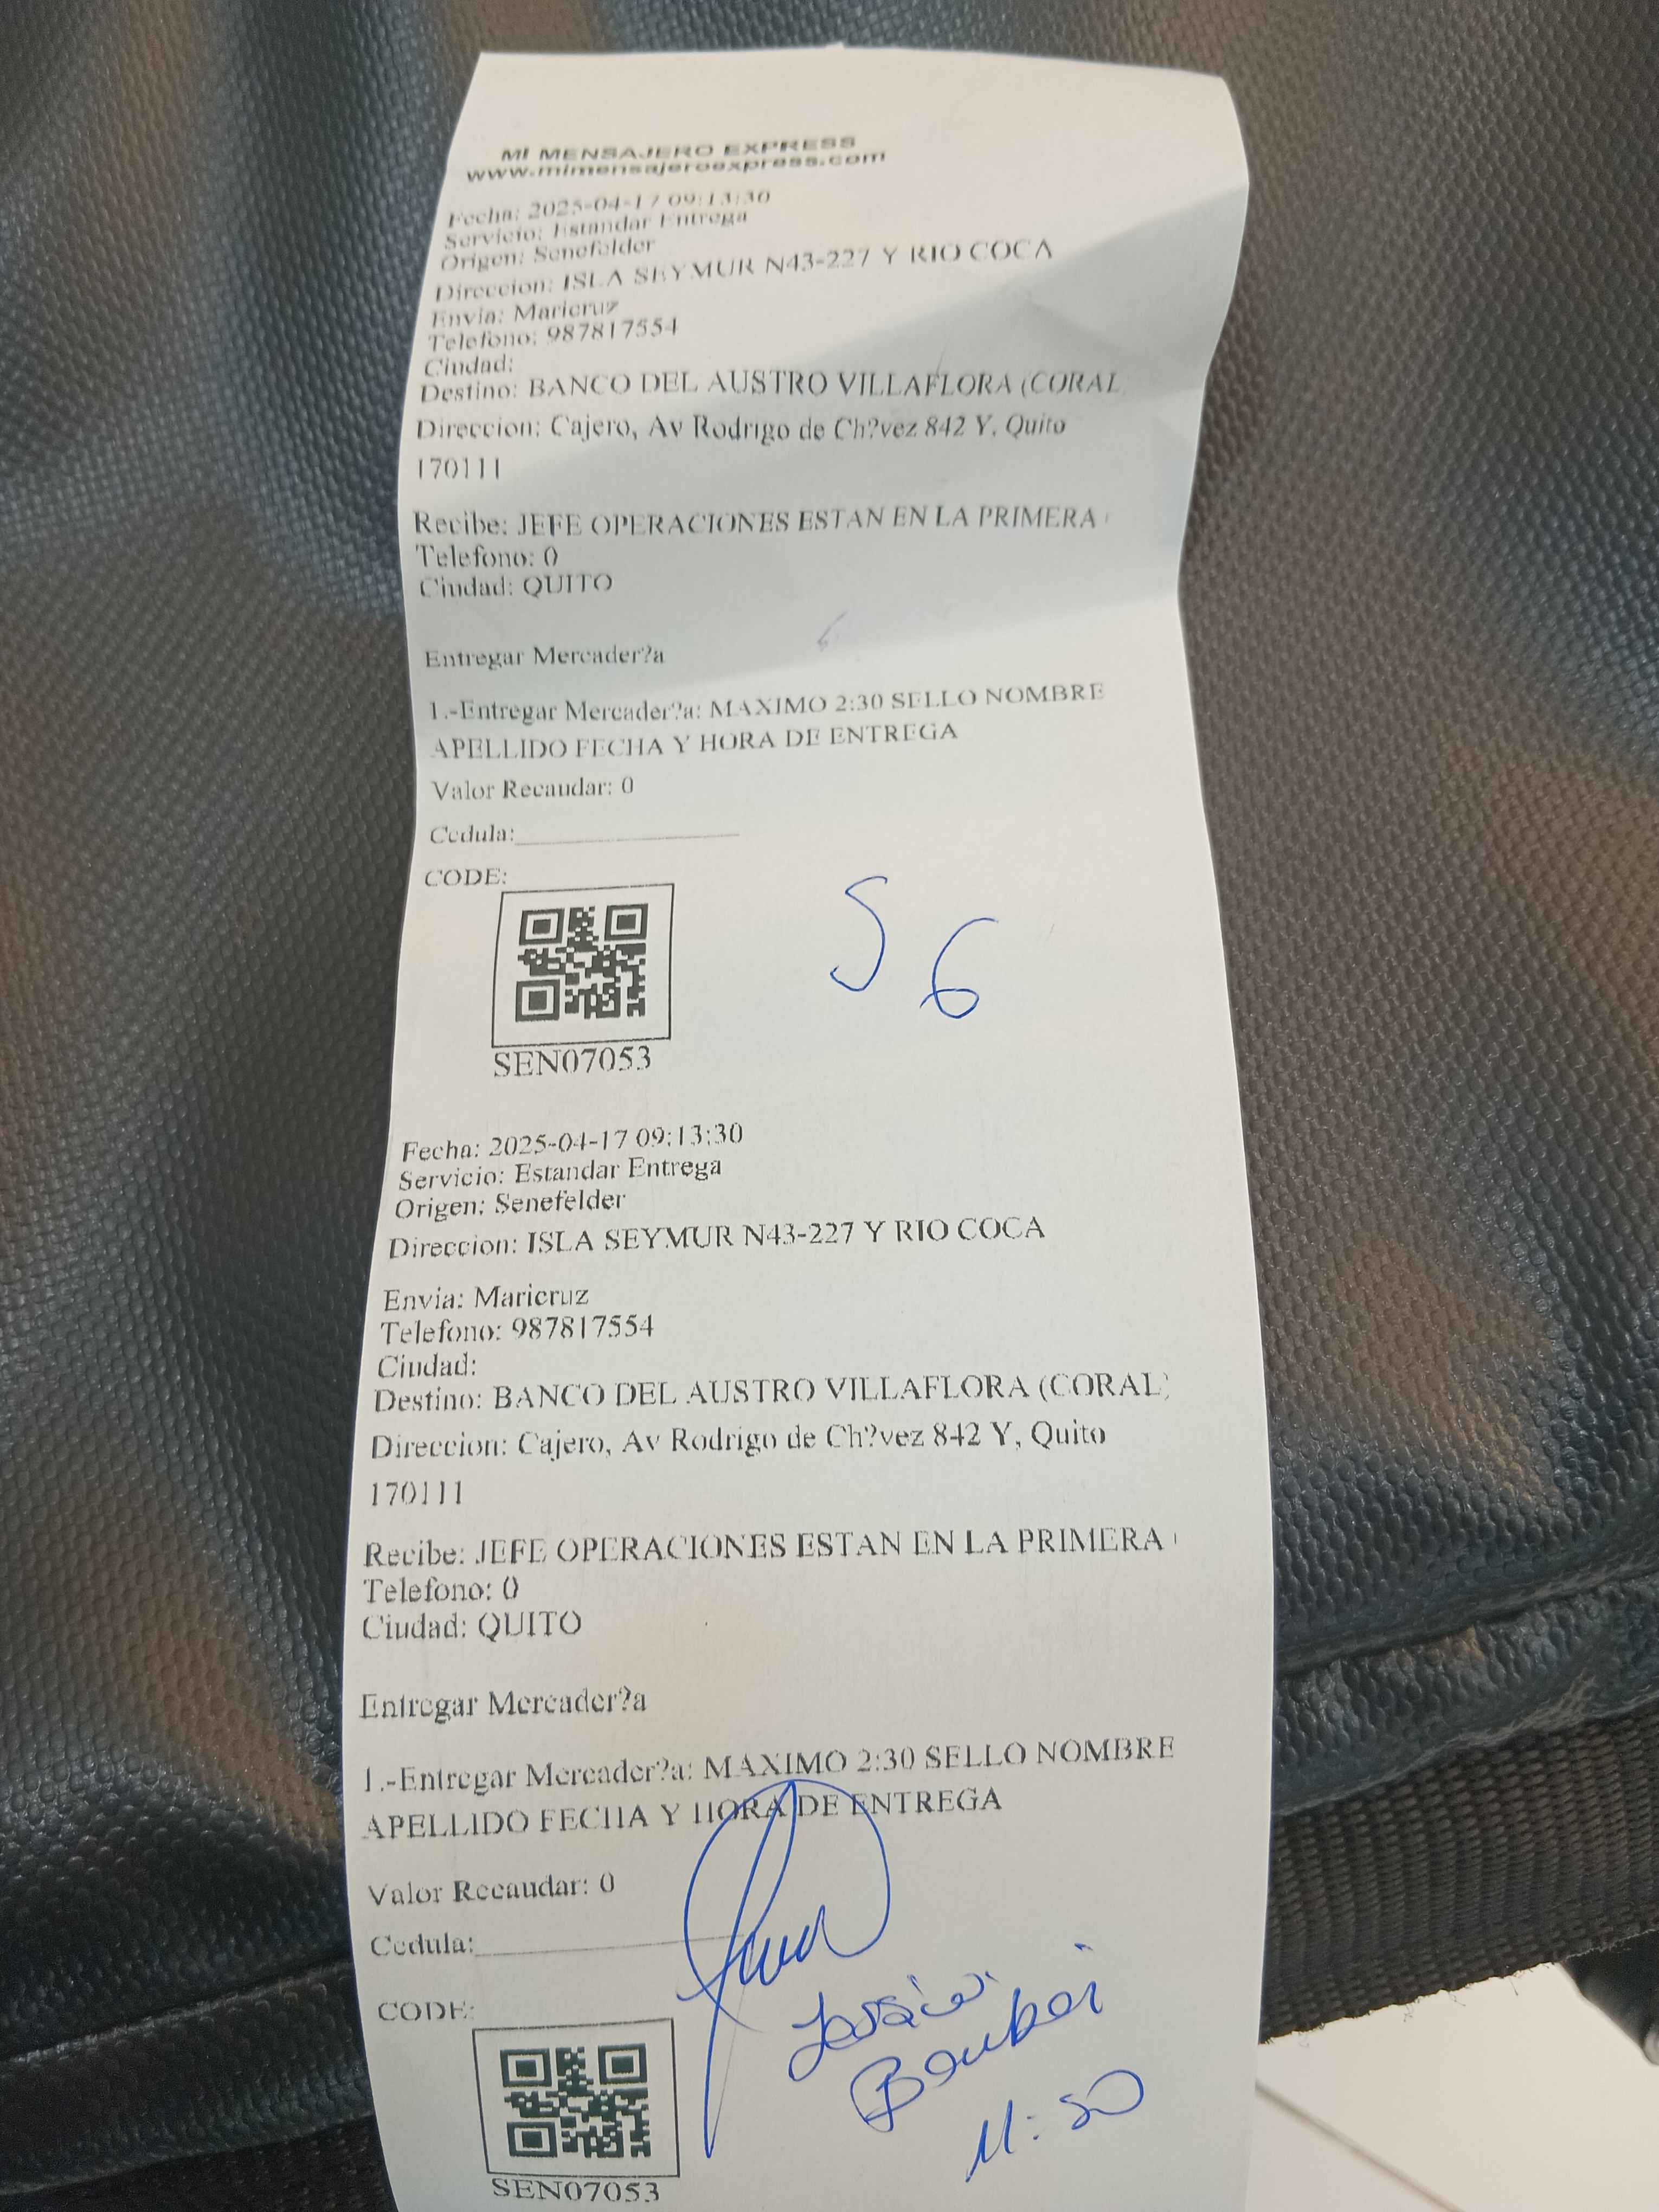 MI MENSAJERO EXPRESS
www.mimensajeroexpress.com
Fecha: 2025-04-17 09:13:30
Servicio: Estandar Entrega
Origen: Senefelder
Direccion: ISLA SEYMUR N43-227 Y RIO COCA
Envia: Maricruz
Telefono: 987817554
Ciudad:
Destino: BANCO DEL AUSTRO VILLAFLORA (CORAL
Direccion: Cajero, Av Rodrigo de Ch?vez 842 Y, Quito
170111
Recibe: JEFE OPERACIONES ESTAN EN LA PRIMERA
Telefono: 0
Ciudad: QUITO
Entregar Mercader?a
1.-Entregar Mercader?a: MAXIMO 2:30 SELLO NOMBRE
APELLIDO FECHA Y HORA DE ENTREGA
Valor Recaudar: 0
Cedula:
CODE:
S 6
SEN07053
Fecha: 2025-04-17 09:13:30
Servicio: Estandar Entrega
Origen: Senefelder
Direccion: ISLA SEYMUR N43-227 Y RIO COCA
Envia: Maricruz
Telefono: 987817554
Ciudad:
Destino: BANCO DEL AUSTRO VILLAFLORA (CORAL)
Direccion: Cajero, Av Rodrigo de Ch?vez 842 Y, Quito
170111
Recibe: JEFE OPERACIONES ESTAN EN LA PRIMERA
Telefono: 0
Ciudad: QUITO
Entregar Mercader?a
1.-Entregar Mercader?a: MAXIMO 2:30 SELLO NOMBRE
APELLIDO FECHA Y HORA DE ENTREGA
Valor Recaudar: 0
Cedula:
CODE:
11:50
SEN07053